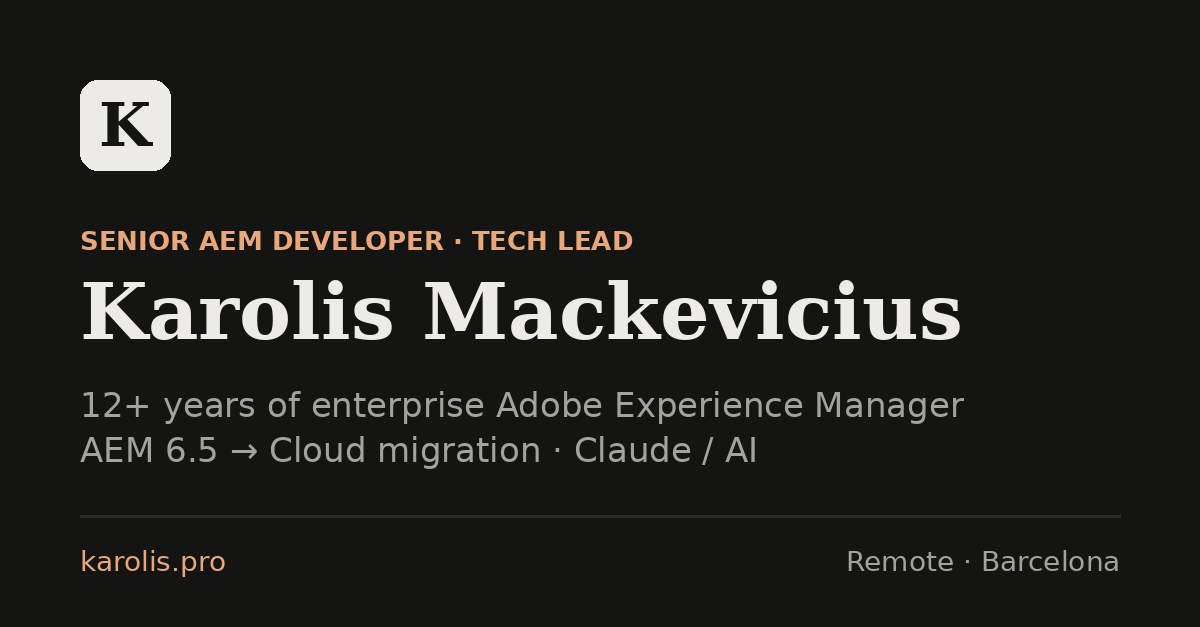 K
SENIOR AEM DEVELOPER · TECH LEAD
Karolis Mackevicius
12+ years of enterprise Adobe Experience Manager
AEM 6.5 → Cloud migration · Claude / AI
karolis.pro
Remote · Barcelona